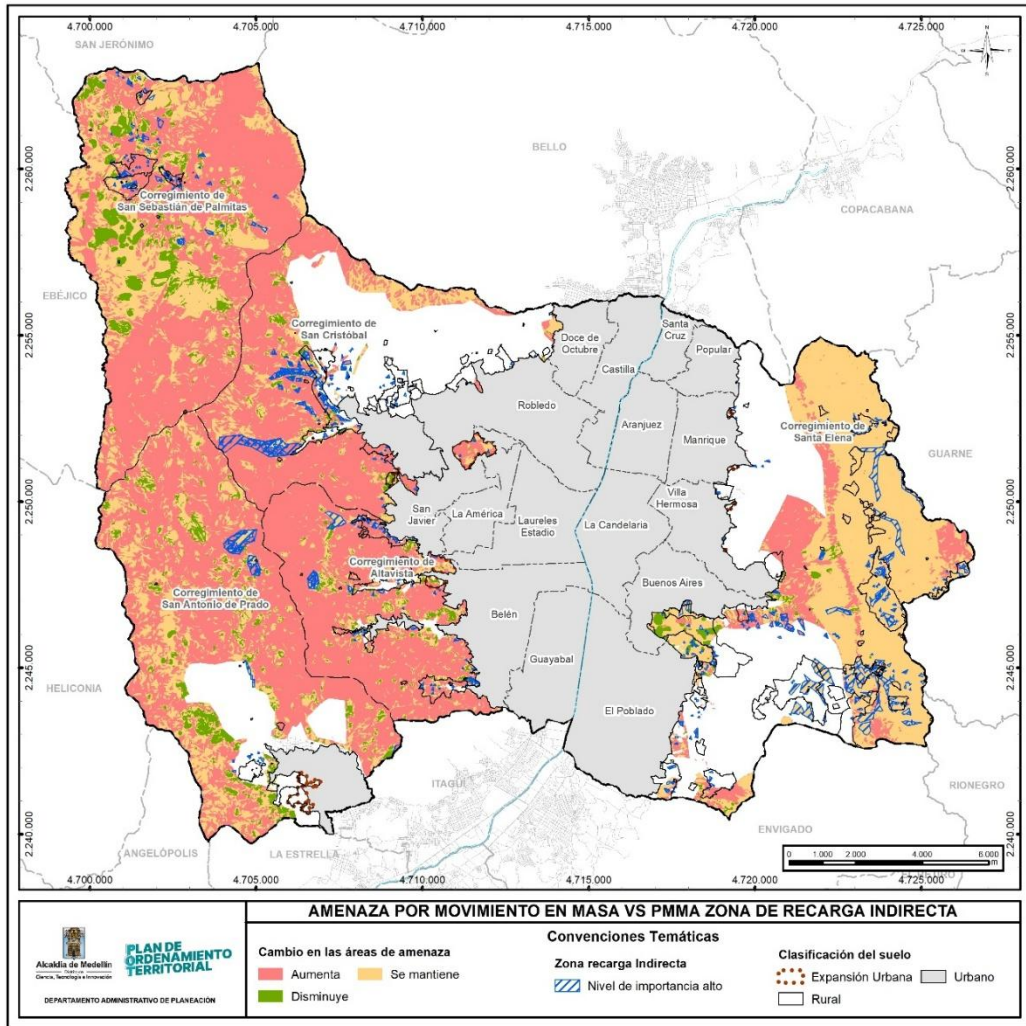 4.700.000 4.705.000 4.710.000 4.715.000 4.720.000 4.725.000
SAN JERÓNIMO
N
BELLO
2.260.000
2.260.000
Corregimiento de
San Sebastián de Palmitas
COPACABANA
EBÉJICO
2.255.000
2.255.000
Corregimiento de
San Cristóbal
Doce de
Octubre
Santa
Cruz
Popular
Castilla
Robledo
Aranjuez
Manrique
Corregimiento de
Santa Elena
GUARNE
2.250.000
2.250.000
San
Javier
La América
Laureles
Estadio
La Candelaria
Villa
Hermosa
Corregimiento de
Altavista
Buenos Aires
Corregimiento de
San Antonio de Prado
Belén
Guayabal
2.245.000
2.245.000
HELICONIA
El Poblado
ITAGÜÍ
RIONEGRO
2.240.000
2.240.000
ENVIGADO
ANGELÓPOLIS
LA ESTRELLA
0 1.000 2.000 4.000 6.000
m
4.700.000 4.705.000 4.710.000 4.715.000 4.720.000 4.725.000
AMENAZA POR MOVIMIENTO EN MASA VS PMMA ZONA DE RECARGA INDIRECTA
Convenciones Temáticas
Alcaldía de Medellín
Distrito de
Ciencia, Tecnología e Innovación
PLAN DE
ORDENAMIENTO
TERRITORIAL
DEPARTAMENTO ADMINISTRATIVO DE PLANEACIÓN
Cambio en las áreas de amenaza
Aumenta
Se mantiene
Disminuye
Zona recarga Indirecta
Nivel de importancia alto
Clasificación del suelo
Expansión Urbana
Urbano
Rural